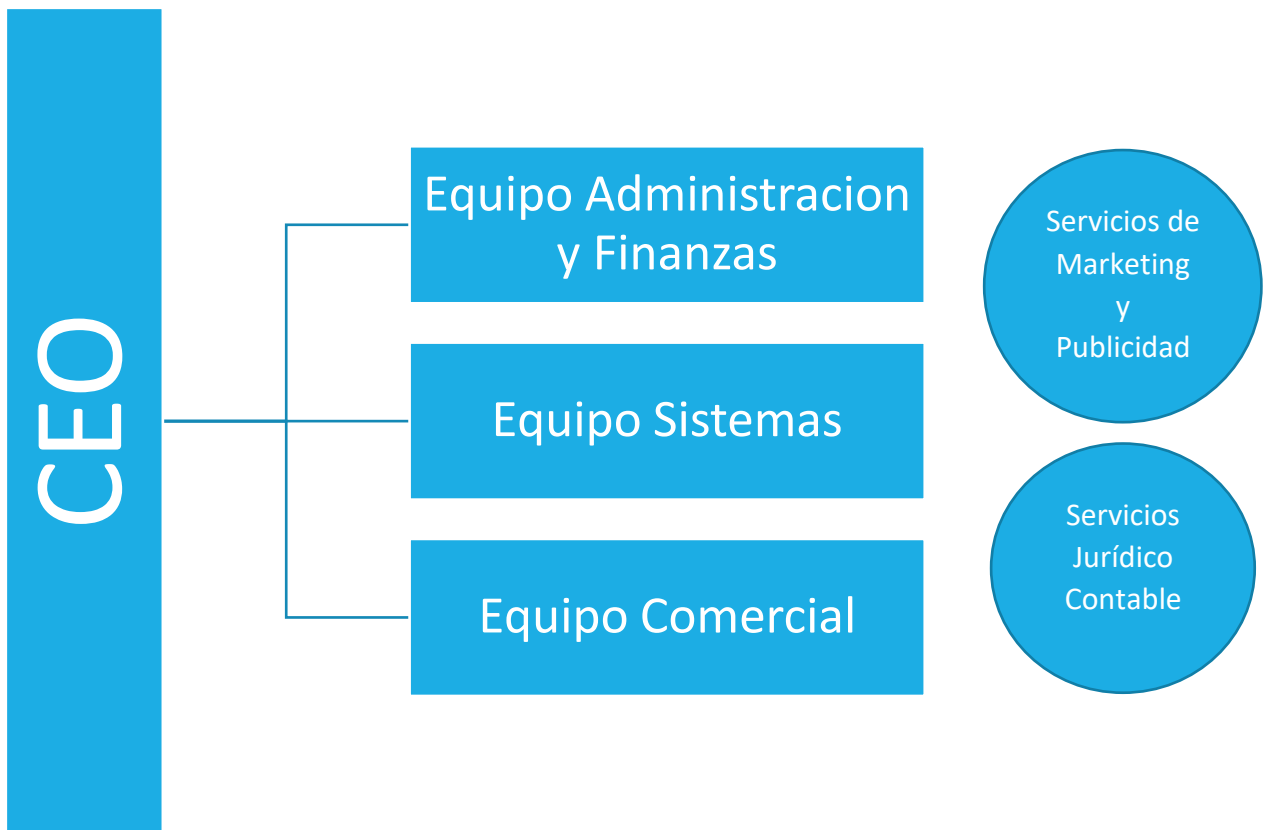 CEO
Equipo Administracion
y Finanzas
Equipo Sistemas
Equipo Comercial
Servicios de
Marketing
y
Publicidad
Servicios
Jurídico
Contable